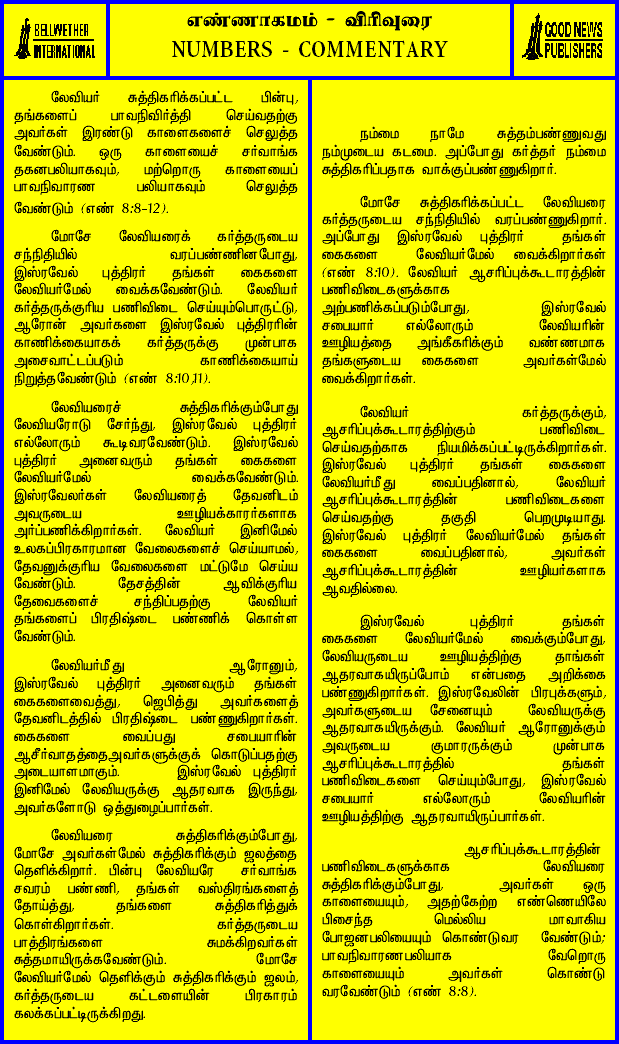 BELLWETHER
INTERNATIONAL
எண்ணாகமம் - விரிவுரை
NUMBERS - COMMENTARY
GOOD NEWS
PUBLISHERS
லேவியர் சுத்திகரிக்கப்பட்ட பின்பு,
தங்களைப் பாவநிவிர்த்தி செய்வதற்கு
அவர்கள் இரண்டு காளைகளைச் செலுத்த
வேண்டும். ஒரு காளையைச் சர்வாங்க
தகனபலியாகவும், மற்றொரு காளையைப்
பாவநிவாரண பலியாகவும் செலுத்த
வேண்டும் (எண் 8:8-12).
மோசே லேவியரைக் கர்த்தருடைய
சந்நிதியில் வரப்பண்ணினபோது,
இஸ்ரவேல் புத்திரர் தங்கள் கைகளை
லேவியர்மேல் வைக்கவேண்டும். லேவியர்
கர்த்தருக்குரிய பணிவிடை செய்யும்பொருட்டு,
ஆரோன் அவர்களை இஸ்ரவேல் புத்திரரின்
காணிக்கையாகக் கர்த்தருக்கு முன்பாக
அசைவாட்டப்படும் காணிக்கையாய்
நிறுத்தவேண்டும் (எண் 8:10,11).
லேவியரைச் சுத்திகரிக்கும்போது
லேவியரோடு சேர்ந்து, இஸ்ரவேல் புத்திரர்
எல்லோரும் கூடிவரவேண்டும். இஸ்ரவேல்
புத்திரர் அனைவரும் தங்கள் கைகளை
லேவியர்மேல் வைக்கவேண்டும்.
இஸ்ரவேலர்கள் லேவியரைத் தேவனிடம்
அவருடைய ஊழியக்காரர்களாக
அர்ப்பணிக்கிறார்கள். லேவியர் இனிமேல்
உலகப்பிரகாரமான வேலைகளைச் செய்யாமல்,
தேவனுக்குரிய வேலைகளை மட்டுமே செய்ய
வேண்டும். தேசத்தின் ஆவிக்குரிய
தேவைகளைச் சந்திப்பதற்கு லேவியர்
தங்களைப் பிரதிஷ்டை பண்ணிக் கொள்ள
வேண்டும்.
லேவியர்மீது ஆரோனும்,
இஸ்ரவேல் புத்திரர் அனைவரும் தங்கள்
கைகளைவைத்து, ஜெபித்து அவர்களைத்
தேவனிடத்தில் பிரதிஷ்டை பண்ணுகிறார்கள்.
கைகளை வைப்பது சபையாரின்
ஆசீர்வாதத்தைஅவர்களுக்குக் கொடுப்பதற்கு
அடையாளமாகும். இஸ்ரவேல் புத்திரர்
இனிமேல் லேவியருக்கு ஆதரவாக இருந்து,
அவர்களோடு ஒத்துழைப்பார்கள்.
லேவியரை சுத்திகரிக்கும்போது,
மோசே அவர்கள்மேல் சுத்திகரிக்கும் ஜலத்தை
தெளிக்கிறார். பின்பு லேவியரே சர்வாங்க
சவரம் பண்ணி, தங்கள் வஸ்திரங்களைத்
தோய்த்து, தங்களை சுத்திகரித்துக்
கொள்கிறார்கள். கர்த்தருடைய
பாத்திரங்களை சுமக்கிறவர்கள்
சுத்தமாயிருக்கவேண்டும். மோசே
லேவியர்மேல் தெளிக்கும் சுத்திகரிக்கும் ஜலம்,
கர்த்தருடைய கட்டளையின் பிரகாரம்
கலக்கப்பட்டிருக்கிறது.
நம்மை நாமே சுத்தம்பண்ணுவது
நம்முடைய கடமை. அப்போது கர்த்தர் நம்மை
சுத்திகரிப்பதாக வாக்குப்பண்ணுகிறார்.
மோசே சுத்திகரிக்கப்பட்ட லேவியரை
கர்த்தருடைய சந்நிதியில் வரப்பண்ணுகிறார்.
அப்போது இஸ்ரவேல் புத்திரர் தங்கள்
கைகளை லேவியர்மேல் வைக்கிறார்கள்
(எண் 8:10). லேவியர் ஆசரிப்புக்கூடாரத்தின்
பணிவிடைகளுக்காக
அற்பணிக்கப்படும்போது, இஸ்ரவேல்
சபையார் எல்லோரும் லேவியரின்
ஊழியத்தை அங்கீகரிக்கும் வண்ணமாக
தங்களுடைய கைகளை அவர்கள்மேல்
வைக்கிறார்கள்.
லேவியர் கர்த்தருக்கும்,
ஆசரிப்புக்கூடாரத்திற்கும் பணிவிடை
செய்வதற்காக நியமிக்கப்பட்டிருக்கிறார்கள்.
இஸ்ரவேல் புத்திரர் தங்கள் கைகளை
லேவியர்மீது வைப்பதினால், லேவியர்
ஆசரிப்புக்கூடாரத்தின் பணிவிடைகளை
செய்வதற்கு தகுதி பெறமுடியாது.
இஸ்ரவேல் புத்திரர் லேவியர்மேல் தங்கள்
கைகளை வைப்பதினால், அவர்கள்
ஆசரிப்புக்கூடாரத்தின் ஊழியர்களாக
ஆவதில்லை.
இஸ்ரவேல் புத்திரர் தங்கள்
கைகளை லேவியர்மேல் வைக்கும்போது,
லேவியருடைய ஊழியத்திற்கு தாங்கள்
ஆதரவாகயிருப்போம் என்பதை அறிக்கை
பண்ணுகிறார்கள். இஸ்ரவேலின் பிரபுக்களும்,
அவர்களுடைய சேனையும் லேவியருக்கு
ஆதரவாகயிருக்கும். லேவியர் ஆரோனுக்கும்
அவருடைய குமாரருக்கும் முன்பாக
ஆசரிப்புக்கூடாரத்தில் தங்கள்
பணிவிடைகளை செய்யும்போது, இஸ்ரவேல்
சபையார் எல்லோரும் லேவியரின்
ஊழியத்திற்கு ஆதரவாயிருப்பார்கள்.
ஆசரிப்புக்கூடாரத்தின்
பணிவிடைகளுக்காக லேவியரை
சுத்திகரிக்கும்போது, அவர்கள் ஒரு
காளையையும், அதற்கேற்ற எண்ணெயிலே
பிசைந்த மெல்லிய மாவாகிய
போஜனபலியையும் கொண்டுவர வேண்டும்;
பாவநிவாரணபலியாக வேறொரு
காளையையும் அவர்கள் கொண்டு
வரவேண்டும் (எண் 8:8).